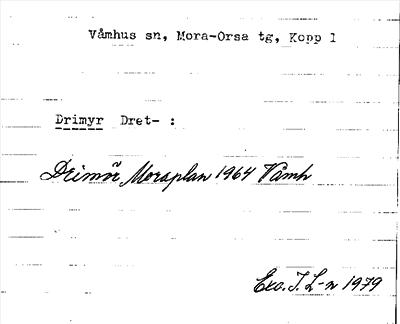 Våmhus sn, Mora-Orsa tg, Kopp 1
Drimyr Dret- :
Drimör Moraplan 1964 Våmh
Exc. T. L-n 1979